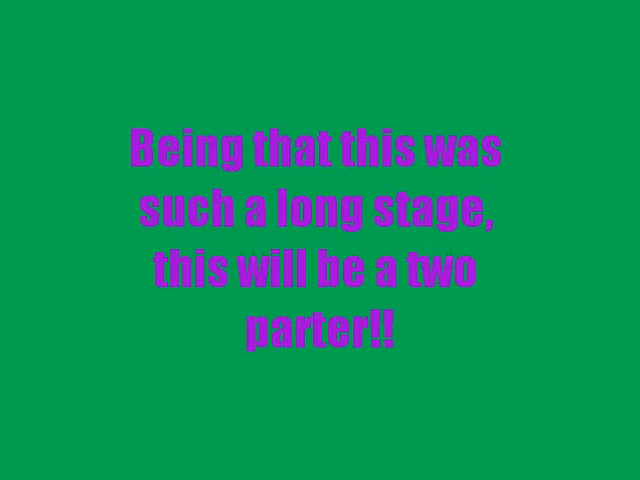 Being that this was
such a long stage,
this will be a two
parter!!